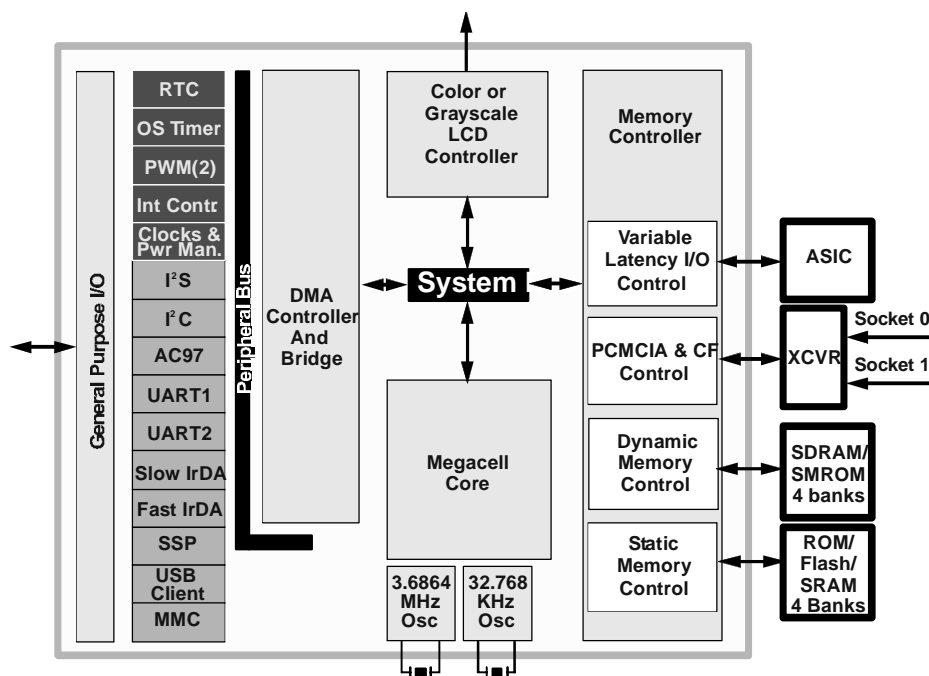 General Purpose I/O
RTC
OS Timer
PWM(2)
Int Contr.
Clocks &
Pwr Man.
I²S
I²C
AC97
UART1
UART2
Slow IrDA
Fast IrDA
SSP
USB
Client
MMC
Peripheral Bus
DMA
Controller
And
Bridge
Color or
Grayscale
LCD
Controller
System
Megacell
Core
3.6864
MHz
Osc
32.768
KHz
Osc
Memory
Controller
Variable
Latency I/O
Control
PCMCIA & CF
Control
Dynamic
Memory
Control
Static
Memory
Control
ASIC
XCVR
Socket 0
Socket 1
SDRAM/
SMROM
4 banks
ROM/
Flash/
SRAM
4 Banks